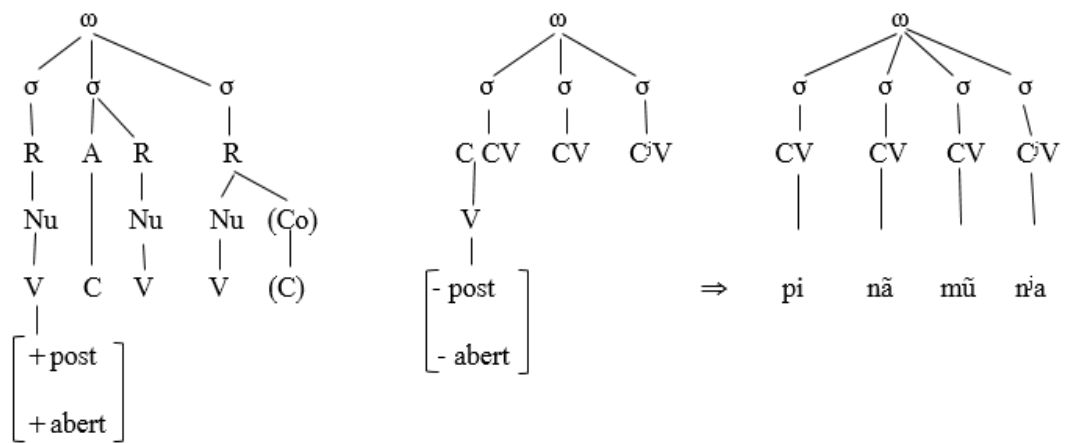 ω ω ω
σ σ σ σ σ σ σ σ σ σ
R A R R C CV CV CʲV CV CV CV CʲV
Nu Nu Nu (Co) V
V C V V (C) - post ⇒ pi nã mũ nʲa
+ post - abert
+ abert